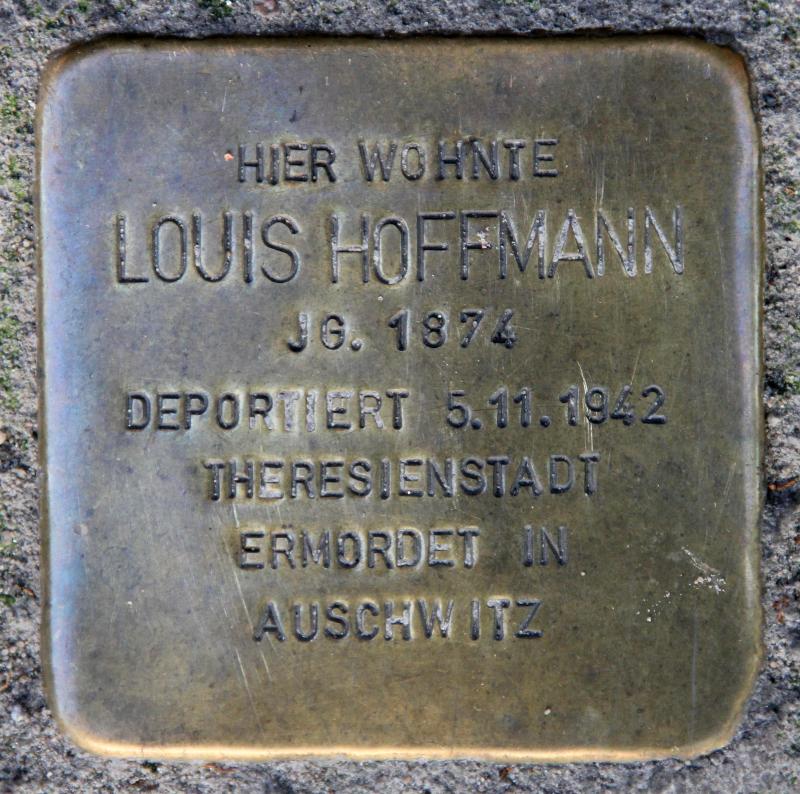 HIER WOHNTE
LOUIS HOFFMANN
JG. 1874
DEPORTIERT 5.11.1942
THERESIENSTADT
ERMORDET IN
AUSCHWITZ